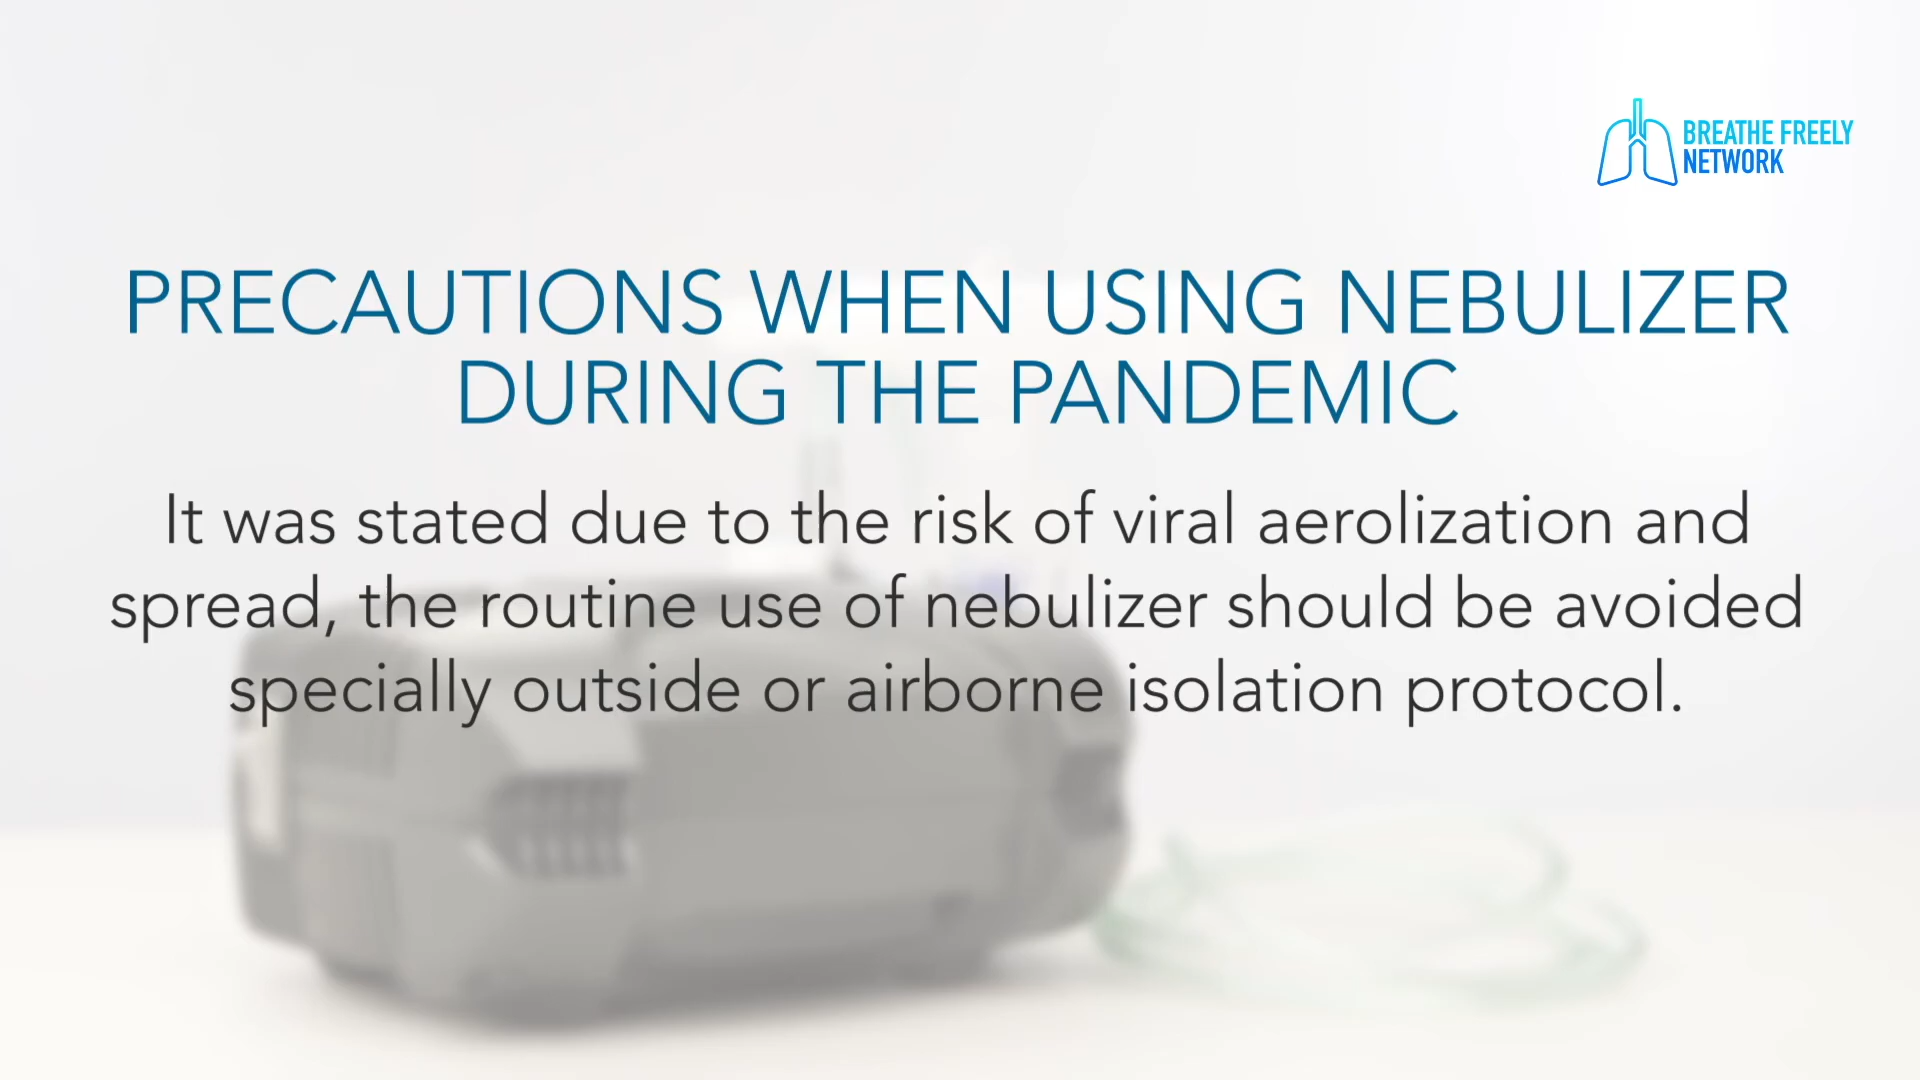 BREATHE FREELY
NETWORK
PRECAUTIONS WHEN USING NEBULIZER
DURING THE PANDEMIC
It was stated due to the risk of viral aerolization and
spread, the routine use of nebulizer should be avoided
specially outside or airborne isolation protocol.